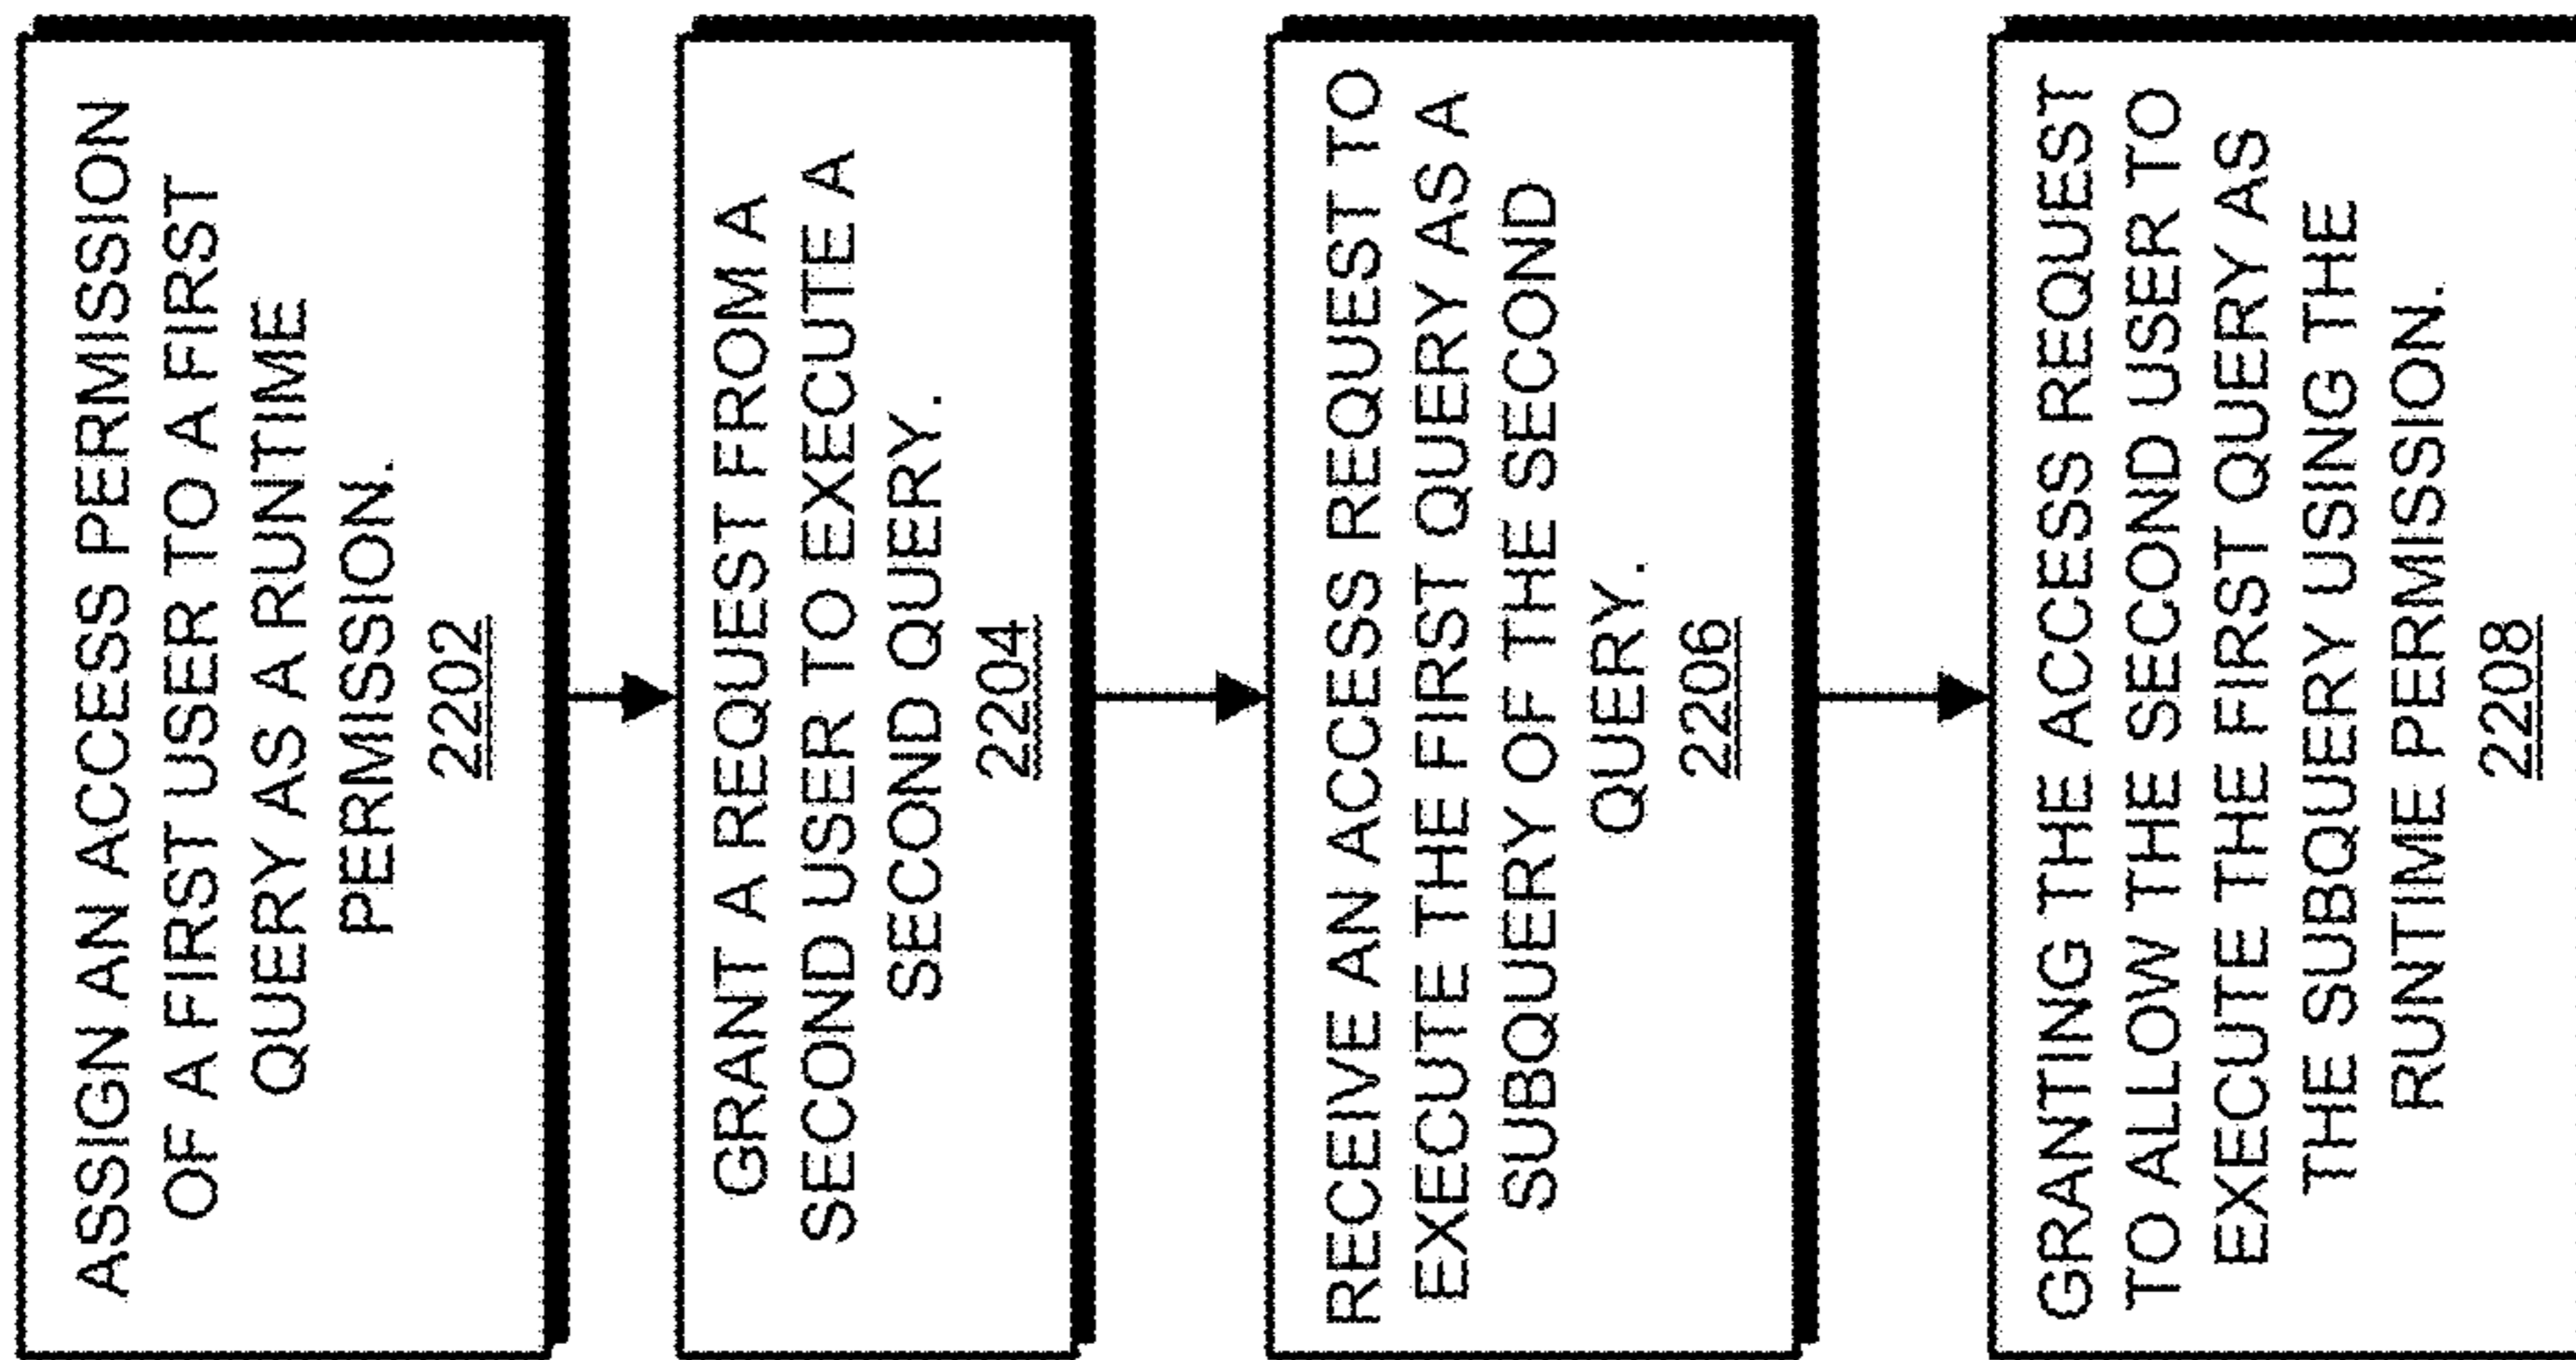 ASSIGN AN ACCESS PERMISSION
OF A FIRST USER TO A FIRST
QUERY AS A RUNTIME
PERMISSION.
2202
GRANT A REQUEST FROM A
SECOND USER TO EXECUTE A
SECOND QUERY.
2204
RECEIVE AN ACCESS REQUEST TO
EXECUTE THE FIRST QUERY AS A
SUBQUERY OF THE SECOND
QUERY.
2206
GRANTING THE ACCESS REQUEST
TO ALLOW THE SECOND USER TO
EXECUTE THE FIRST QUERY AS
THE SUBQUERY USING THE
RUNTIME PERMISSION.
2208